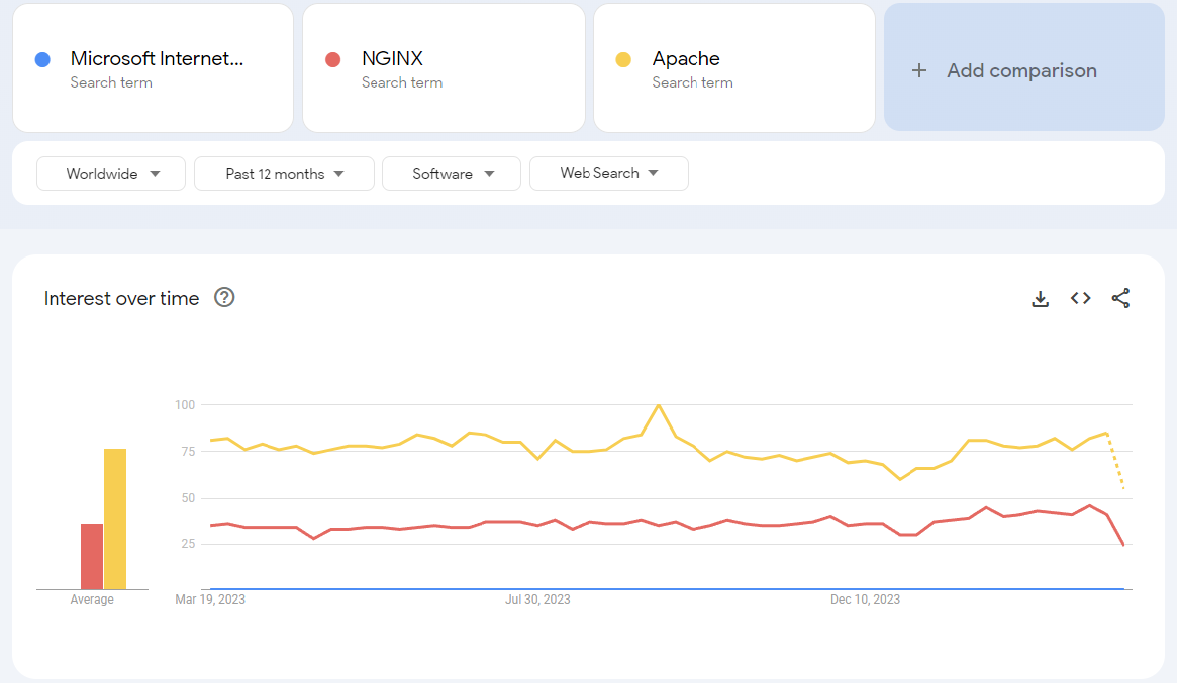 Microsoft Internet...
Search term
NGINX
Search term
Apache
Search term
+ Add comparison
Worldwide
Past 12 months
Software
Web Search
Interest over time
100
75
50
25
Average
Mar 19, 2023
Jul 30, 2023
Dec 10, 2023